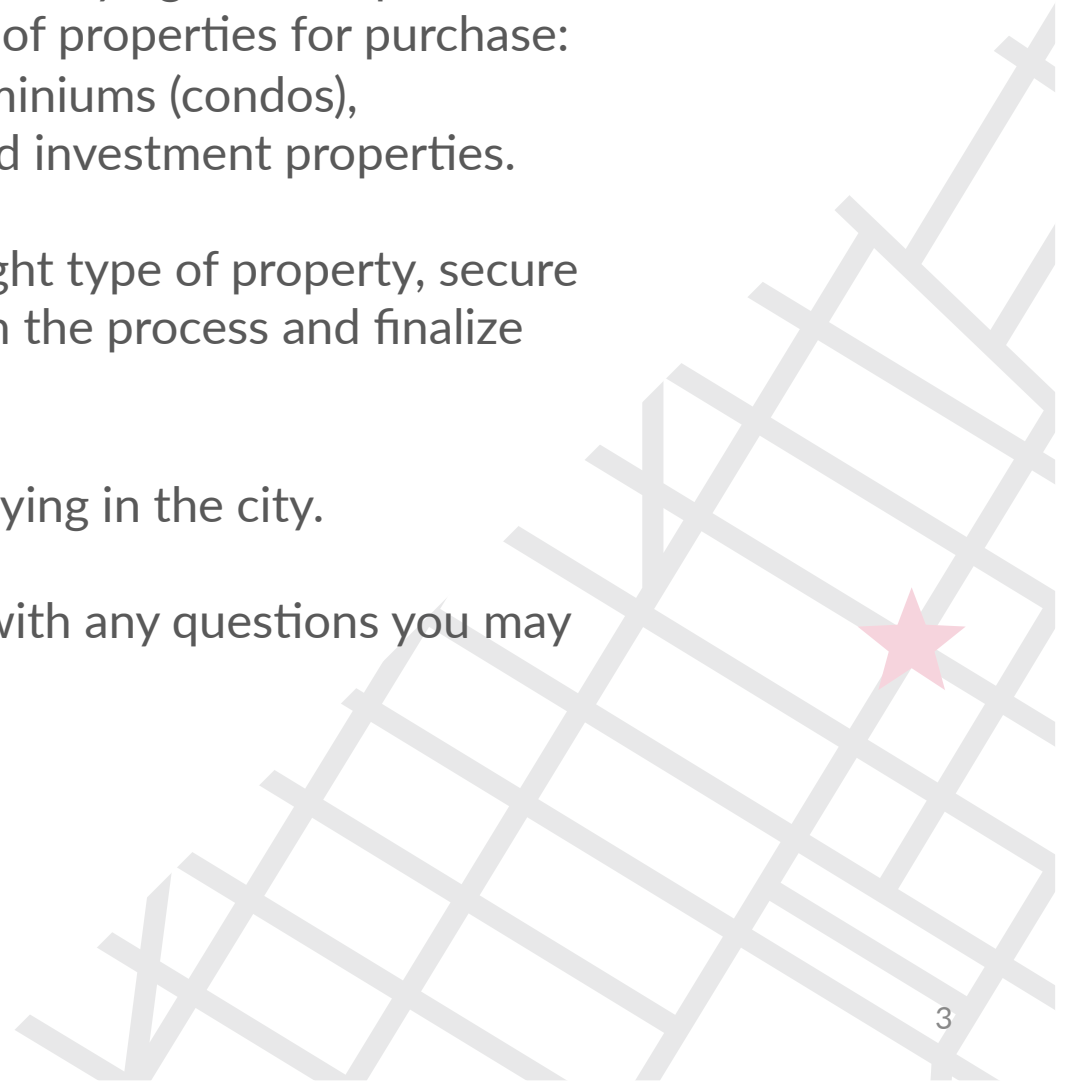 of properties for purchase:
miniums (condos),
d investment properties.
ght type of property, secure
n the process and finalize
ying in the city.
with any questions you may
3